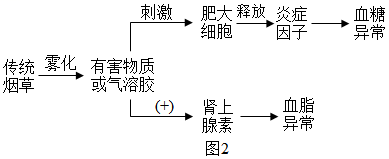 刺激 肥大细胞 释放 炎症因子 血糖异常
传统烟草 雾化 有害物质或气溶胶
(+) 肾上腺素 血脂异常
图2